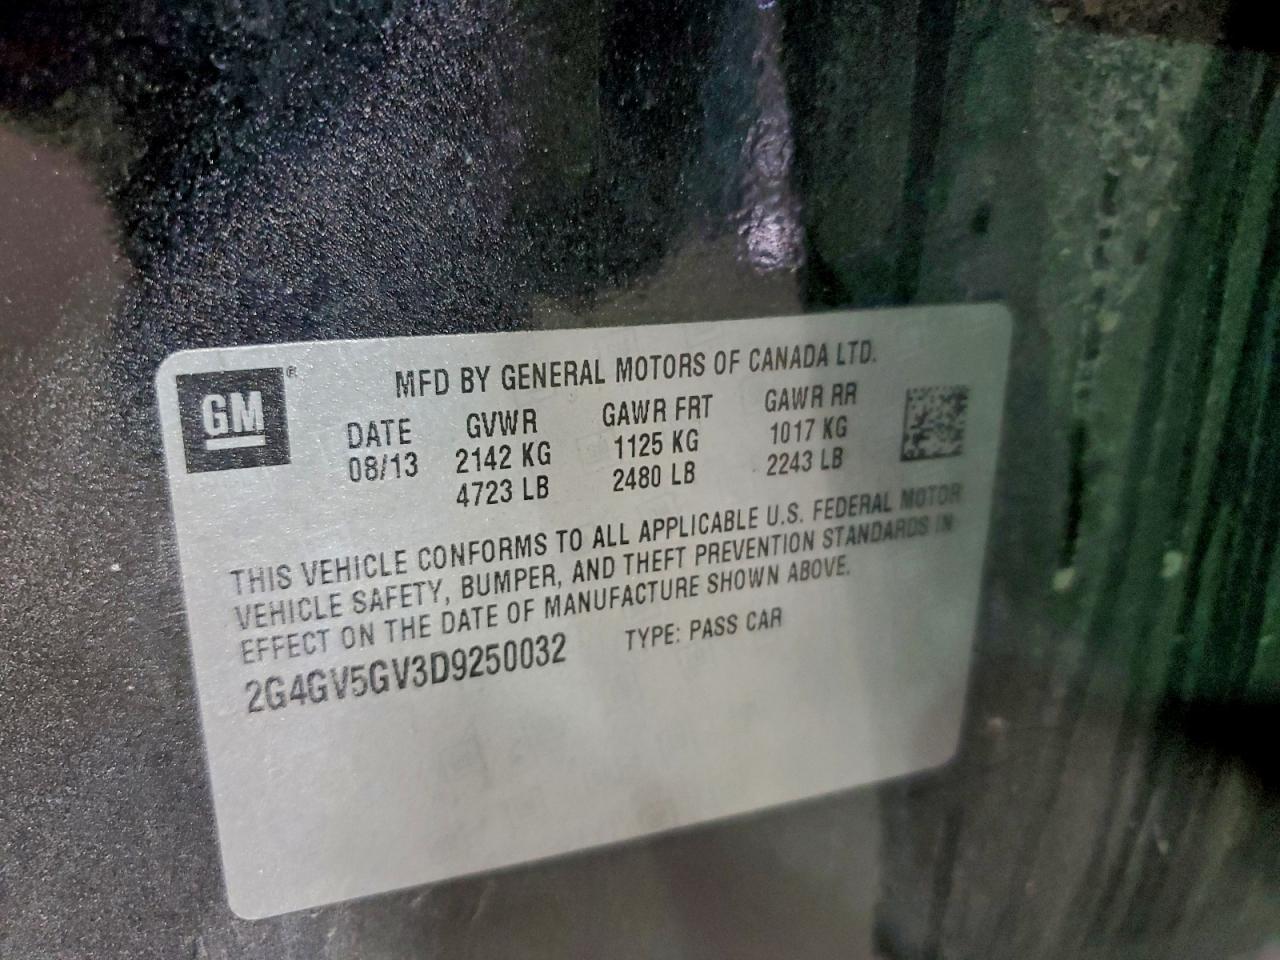 GM®
MFD BY GENERAL MOTORS OF CANADA LTD.
DATE GVWR GAWR FRT GAWR RR
08/13 2142 KG 1125 KG 1017 KG
4723 LB 2480 LB 2243 LB
THIS VEHICLE CONFORMS TO ALL APPLICABLE U.S. FEDERAL MOTOR
VEHICLE SAFETY, BUMPER, AND THEFT PREVENTION STANDARDS IN
EFFECT ON THE DATE OF MANUFACTURE SHOWN ABOVE.
2G4GV5GV3D9250032 TYPE: PASS CAR